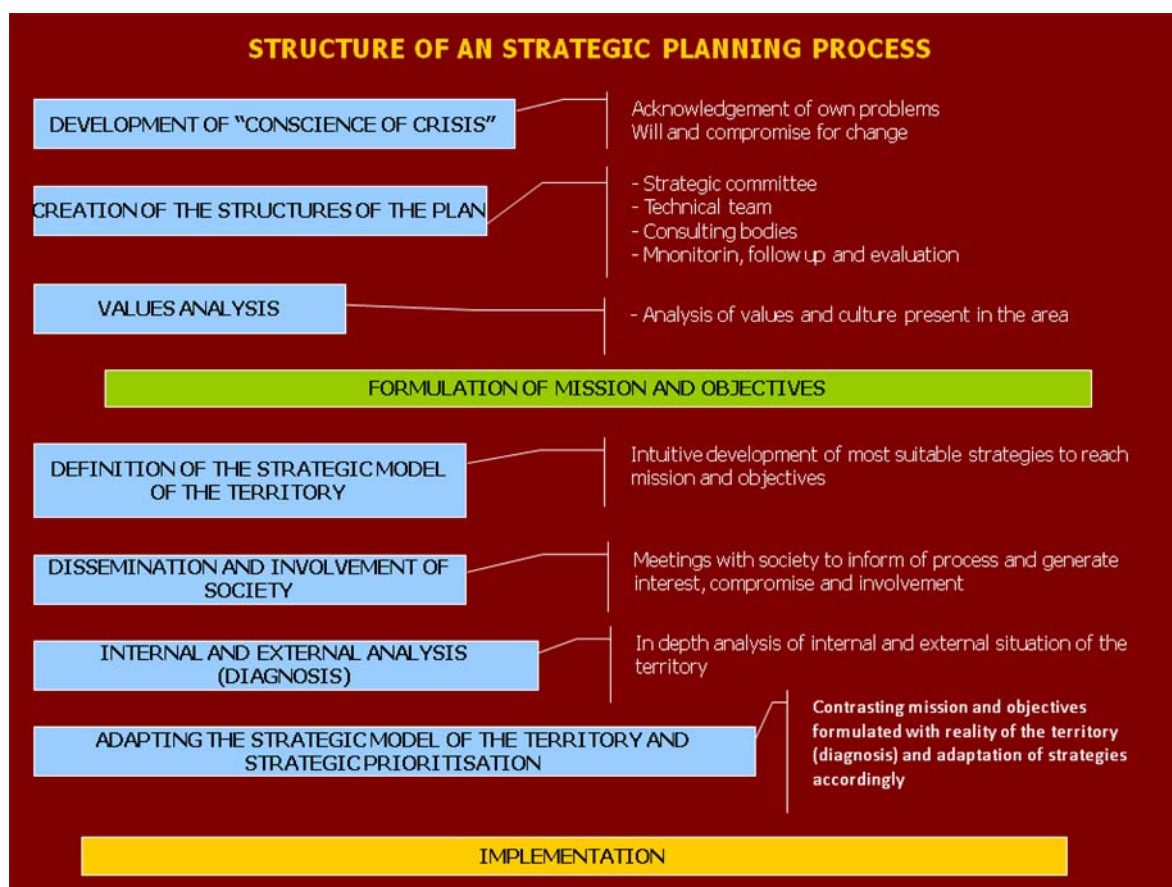 STRUCTURE OF AN STRATEGIC PLANNING PROCESS
DEVELOPMENT OF “CONSCIENCE OF CRISIS”
Acknowledgement of own problems
Will and compromise for change
CREATION OF THE STRUCTURES OF THE PLAN
- Strategic committee
- Technical team
- Consulting bodies
- Mnonitorin, follow up and evaluation
VALUES ANALYSIS
- Analysis of values and culture present in the area
FORMULATION OF MISSION AND OBJECTIVES
DEFINITION OF THE STRATEGIC MODEL
OF THE TERRITORY
Intuitive development of most suitable strategies to reach
mission and objectives
DISSEMINATION AND INVOLVEMENT OF
SOCIETY
Meetings with society to inform of process and generate
interest, compromise and involvement
INTERNAL AND EXTERNAL ANALYSIS
(DIAGNOSIS)
In depth analysis of internal and external situation of the
territory
ADAPTING THE STRATEGIC MODEL OF THE TERRITORY AND
STRATEGIC PRIORITISATION
Contrasting mission and objectives
formulated with reality of the territory
(diagnosis) and adaptation of strategies
accordingly
IMPLEMENTATION